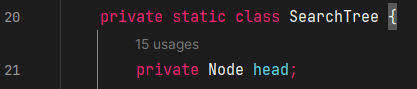 20 private static class SearchTree {
15 usages
21 private Node head;